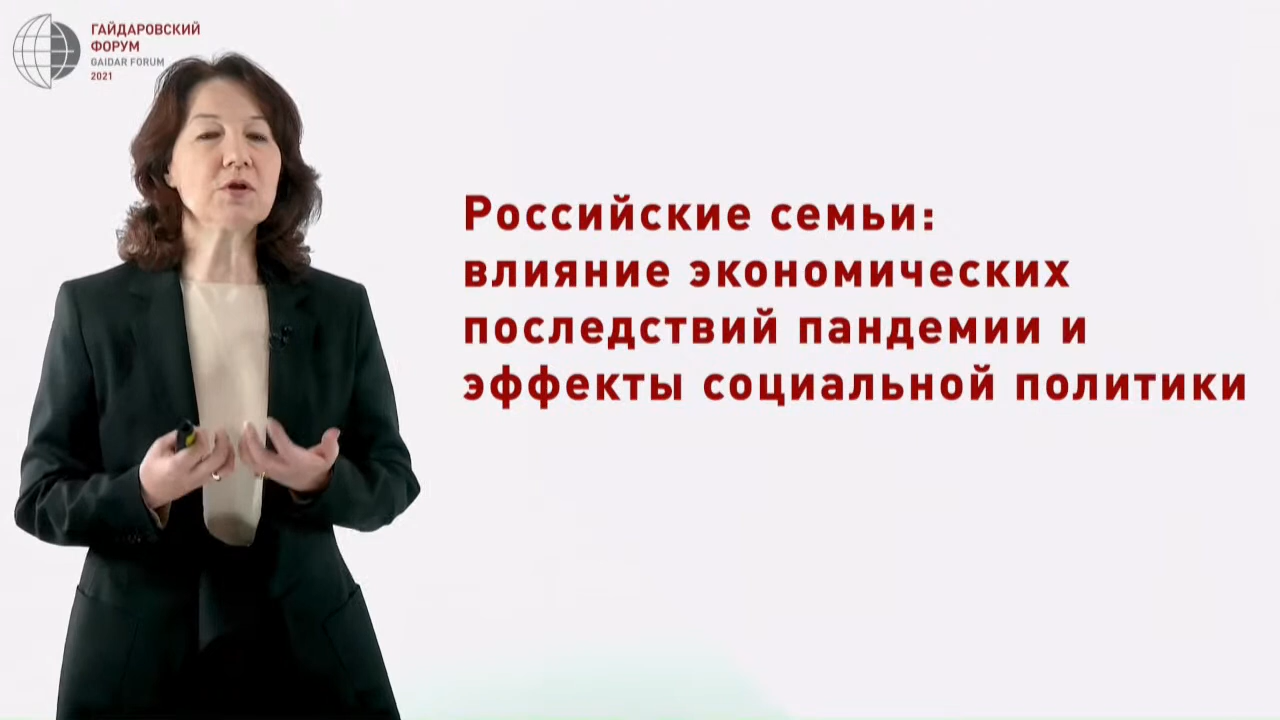 ГАЙДАРОВСКИЙ
ФОРУМ
GAIDAR FORUM
2021
Российские семьи:
влияние экономических
последствий пандемии и
эффекты социальной политики